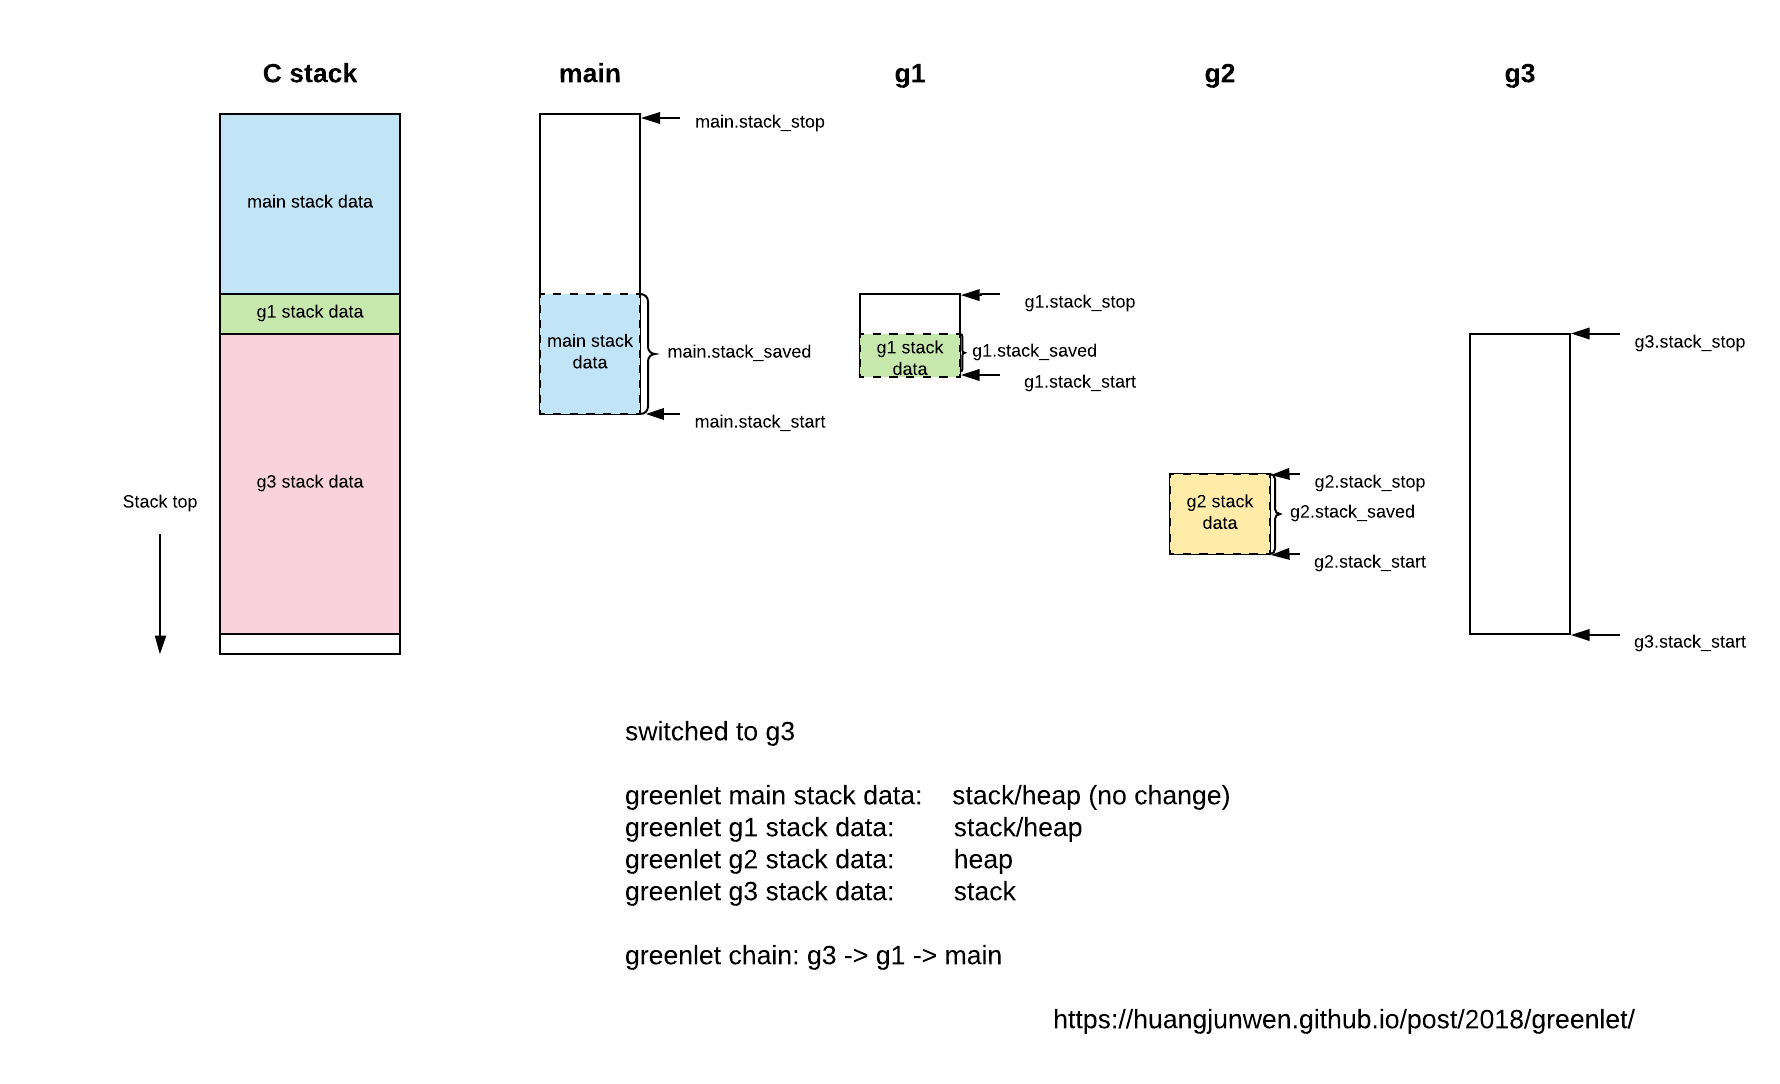 C stack
main
g1
g2
g3
main.stack_stop
main stack data
g1.stack_stop
g1 stack data
main stack
data
main.stack_saved
g1 stack
data
g1.stack_saved
g3.stack_stop
g1.stack_start
main.stack_start
g3 stack data
g2.stack_stop
Stack top
g2 stack
data
g2.stack_saved
g2.stack_start
g3.stack_start
switched to g3
greenlet main stack data: stack/heap (no change)
greenlet g1 stack data: stack/heap
greenlet g2 stack data: heap
greenlet g3 stack data: stack
greenlet chain: g3 -> g1 -> main
https://huangjunwen.github.io/post/2018/greenlet/